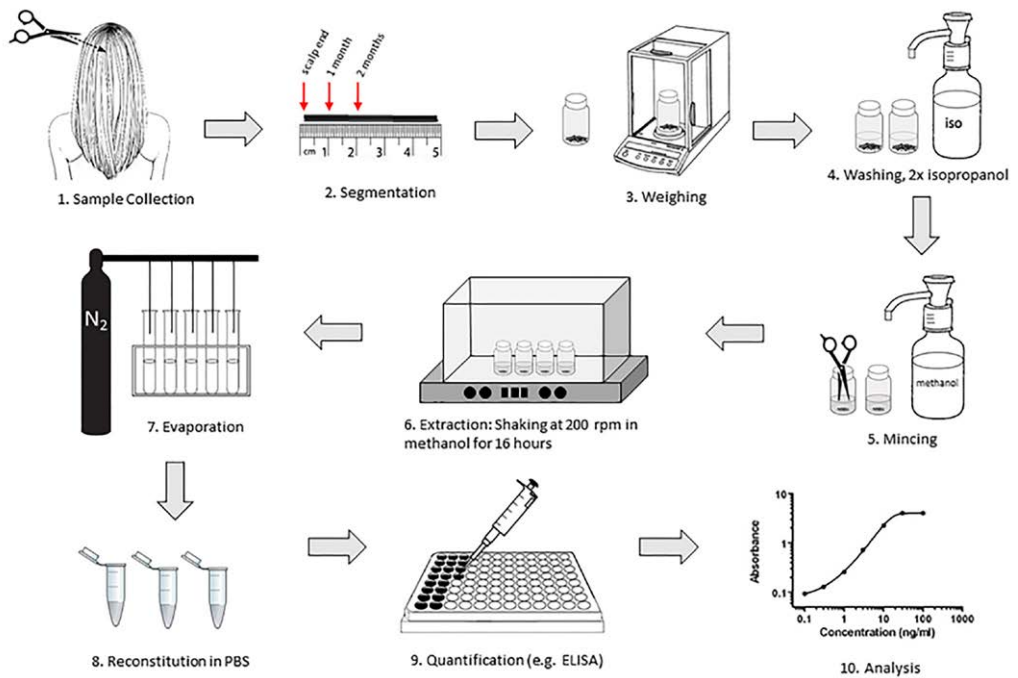 scalp end
1 month
2 months
cm 1 2 3 4 5
iso
1. Sample Collection
2. Segmentation
3. Weighing
4. Washing, 2x isopropanol
N2
methanol
7. Evaporation
6. Extraction: Shaking at 200 rpm in
methanol for 16 hours
5. Mincing
10
1
0.1
Absorbance
0.1 1 10 100 1000
Concentration (ng/ml)
8. Reconstitution in PBS
9. Quantification (e.g. ELISA)
10. Analysis